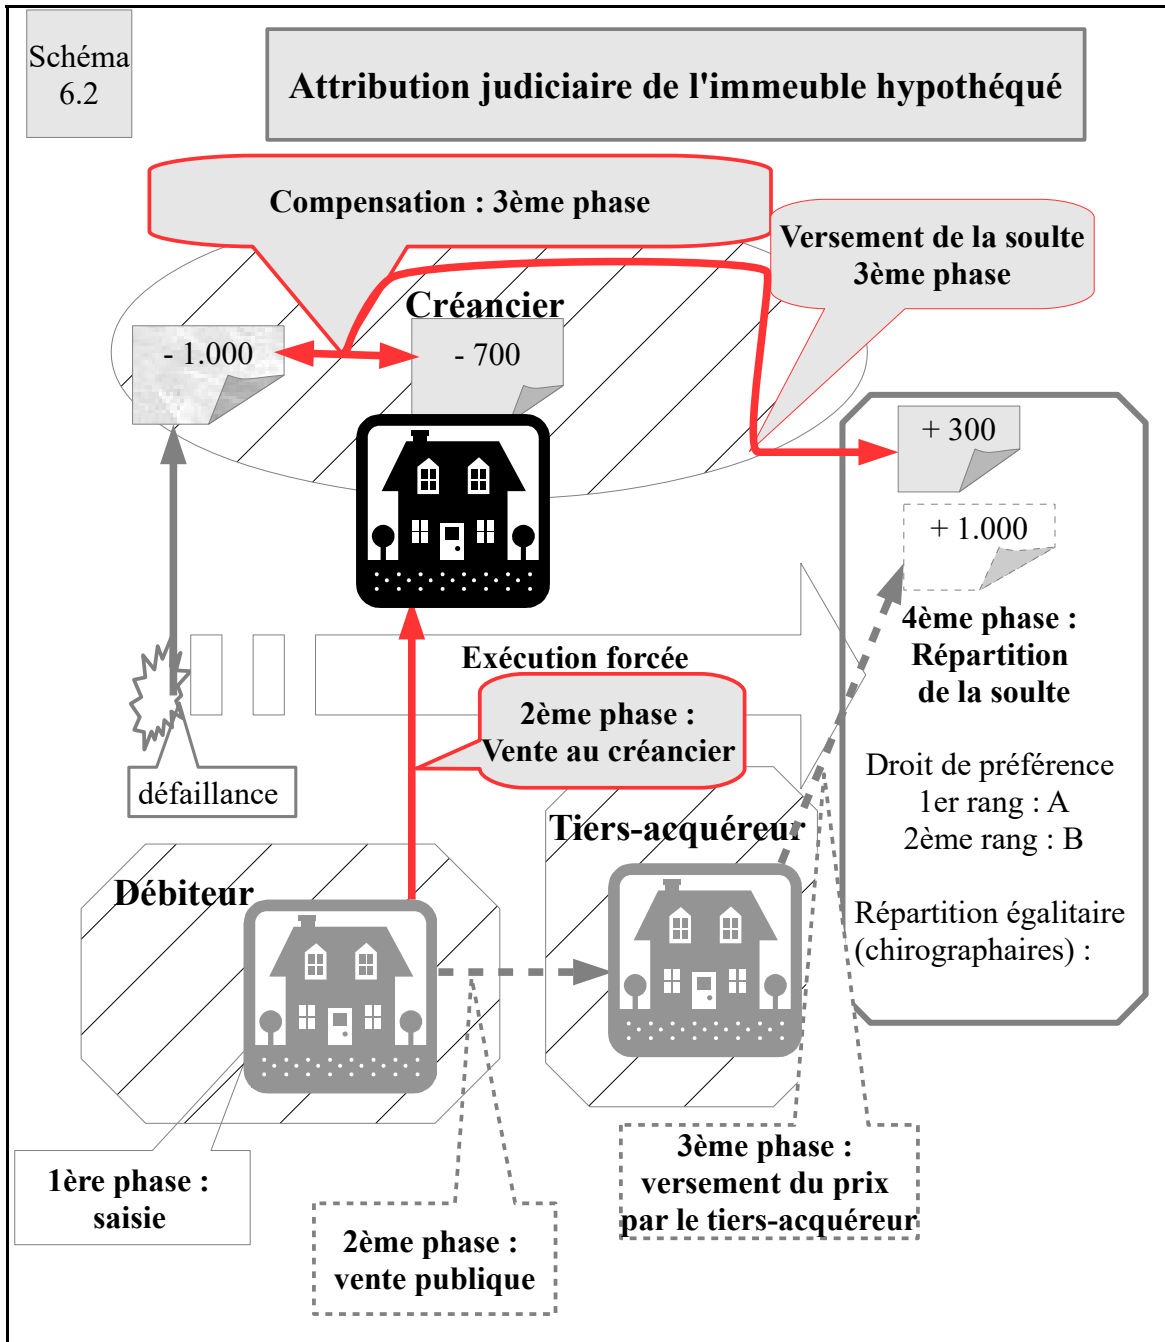 Schéma
6.2
Attribution judiciaire de l'immeuble hypothéqué
Compensation : 3ème phase
Versement de la soulte
3ème phase
Créancier
- 1.000
- 700
+ 300
+ 1.000
4ème phase :
Répartition
de la soulte
Exécution forcée
2ème phase :
Vente au créancier
défaillance
Droit de préférence
1er rang : A
2ème rang : B
Tiers-acquéreur
Débiteur
Répartition égalitaire
(chirographaires) :
1ère phase :
saisie
3ème phase :
versement du prix
par le tiers-acquéreur
2ème phase :
vente publique